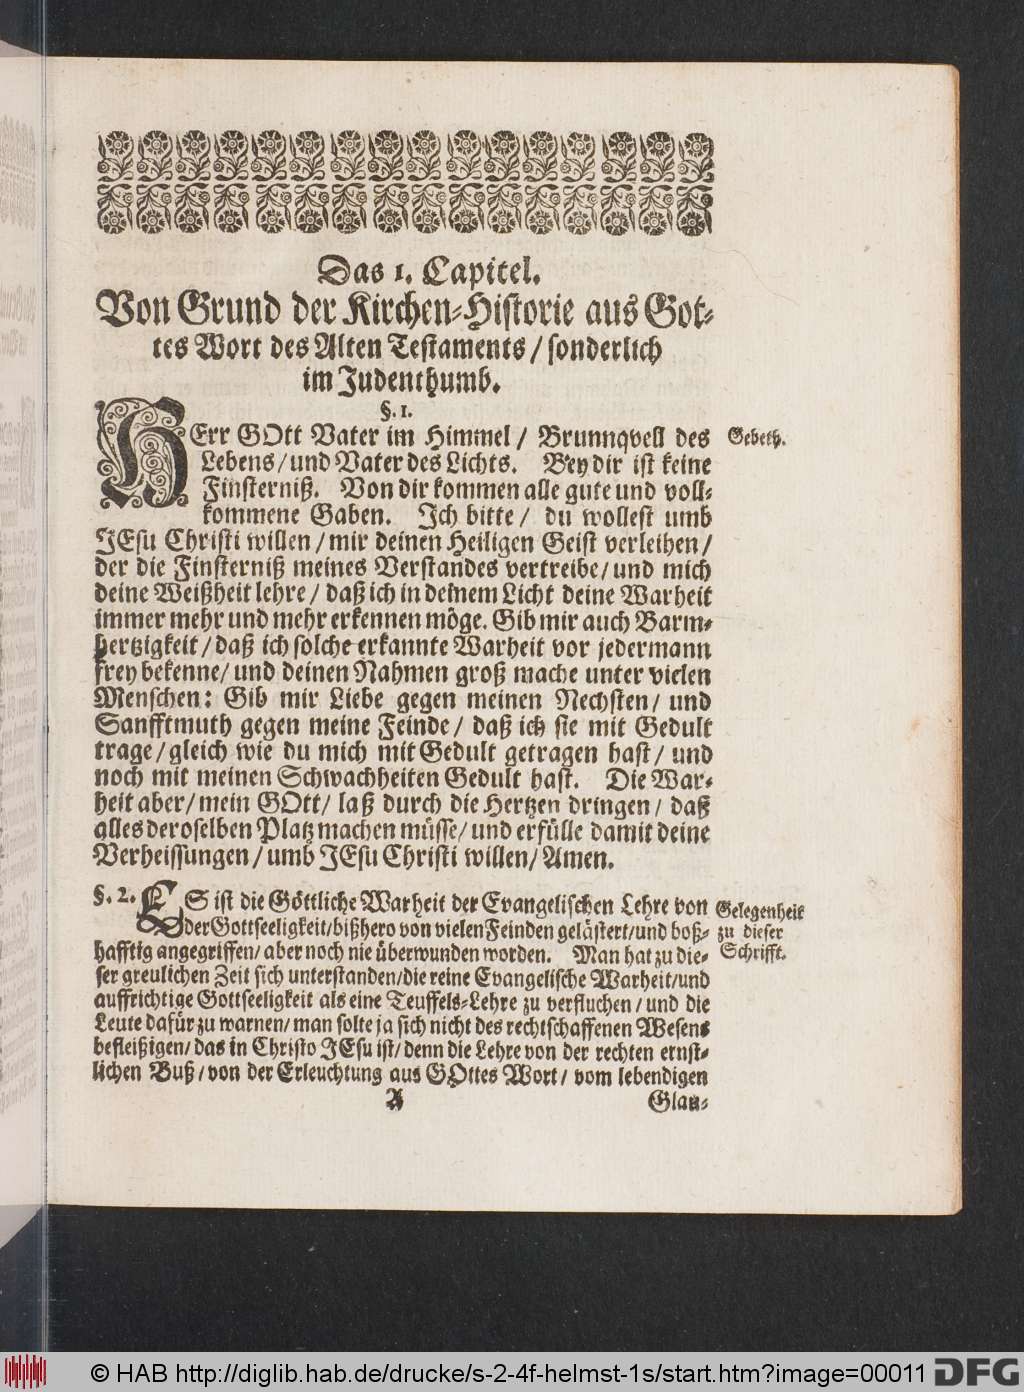 Das 1. Capitel.
Von Grund der Kirchen-Historie aus Got-
tes Wort des Alten Testaments / sonderlich
im Judenthumb.
§. 1.
HErr GOtt Vater im Himmel / Brunnqvell des
Gebeth.
Lebens / und Vater des Lichts. Bey dir ist keine
Finsterniß. Von dir kommen alle gute und voll-
kommene Gaben. Ich bitte / du wollest umb
JEsu Christi willen / mir deinen Heiligen Geist verleihen /
der die Finsterniß meines Verstandes vertreibe / und mich
deine Weißheit lehre / daß ich in deinem Licht deine Warheit
immer mehr und mehr erkennen möge. Gib mir auch Barm-
hertzigkeit / daß ich solche erkannte Warheit vor jedermann
frey bekenne / und deinen Nahmen groß mache unter vielen
Menschen: Gib mir Liebe gegen meinen Nechsten / und
Sanfftmuth gegen meine Feinde / daß ich sie mit Gedult
trage / gleich wie du mich mit Gedult getragen hast / und
noch mit meinen Schwachheiten Gedult hast. Die War-
heit aber / mein GOtt / laß durch die Hertzen dringen / daß
alles deroselben Platz machen müsse / und erfülle damit deine
Verheissungen / umb JEsu Christi willen / Amen.
§. 2. ES ist die Göttliche Warheit der Evangelischen Lehre von
Gelegenheit
der Gottseeligkeit / bißhero von vielen Feinden gelästert / und boß-
zu dieser
hafftig angegriffen / aber noch nie überwunden worden. Man hat zu die-
Schrifft.
ser greulichen Zeit sich unterstanden / die reine Evangelische Warheit / und
auffrichtige Gottseeligkeit als eine Teuffels-Lehre zu verfluchen / und die
Leute dafür zu warnen / man solte ja sich nicht des rechtschaffenen Wesens
befleißigen / das in Christo JEsu ist / denn die Lehre von der rechten ernst-
lichen Buß / von der Erleuchtung aus GOttes Wort / vom lebendigen
A
Glau-
© HAB http://diglib.hab.de/drucke/s-2-4f-helmst-1s/start.htm?image=00011
DFG